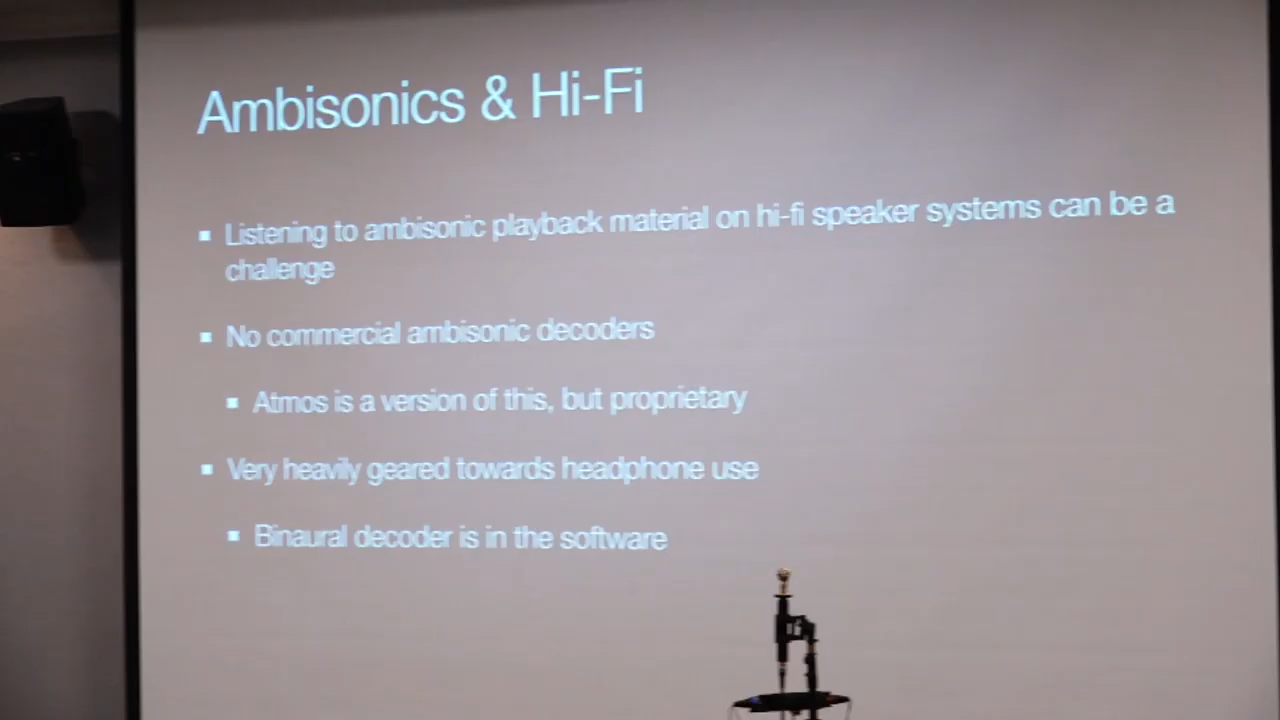 Ambisonics & Hi-Fi
Listening to ambisonic playback material on hi-fi speaker systems can be a
challenge
No commercial ambisonic decoders
Atmos is a version of this, but proprietary
Very heavily geared towards headphone use
Binaural decoder is in the software